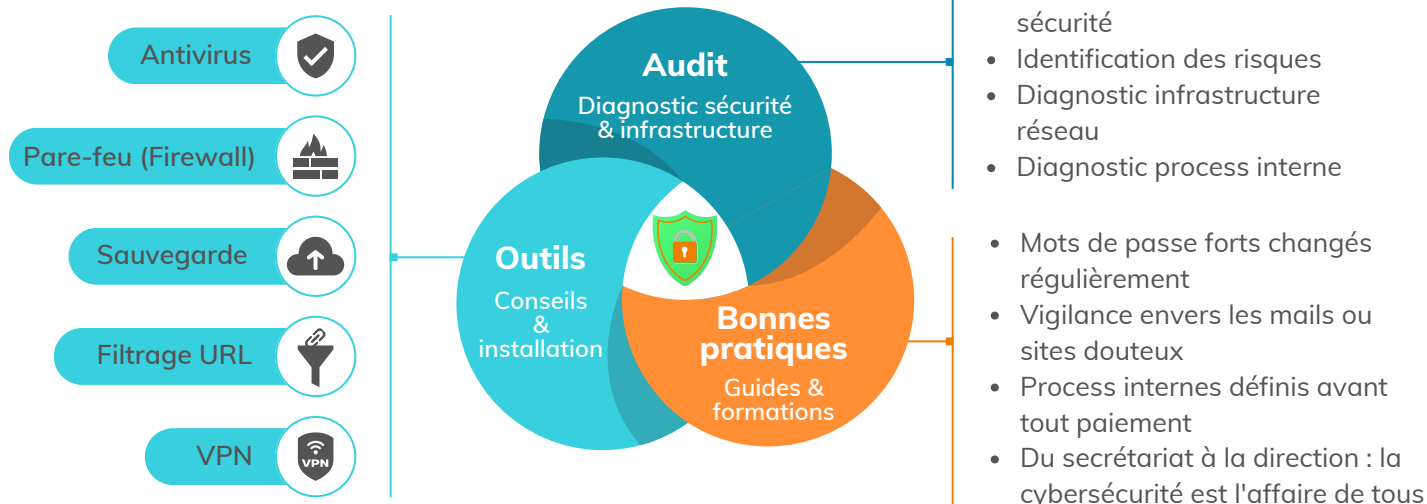 Antivirus
Pare-feu (Firewall)
Sauvegarde
Filtrage URL
VPN
VPN
Audit
Diagnostic sécurité
& infrastructure
Outils
Conseils
&
installation
Bonnes
pratiques
Guides &
formations
sécurité
• Identification des risques
• Diagnostic infrastructure
réseau
• Diagnostic process interne
• Mots de passe forts changés
régulièrement
• Vigilance envers les mails ou
sites douteux
• Process internes définis avant
tout paiement
• Du secrétariat à la direction : la
cybersécurité est l'affaire de tous